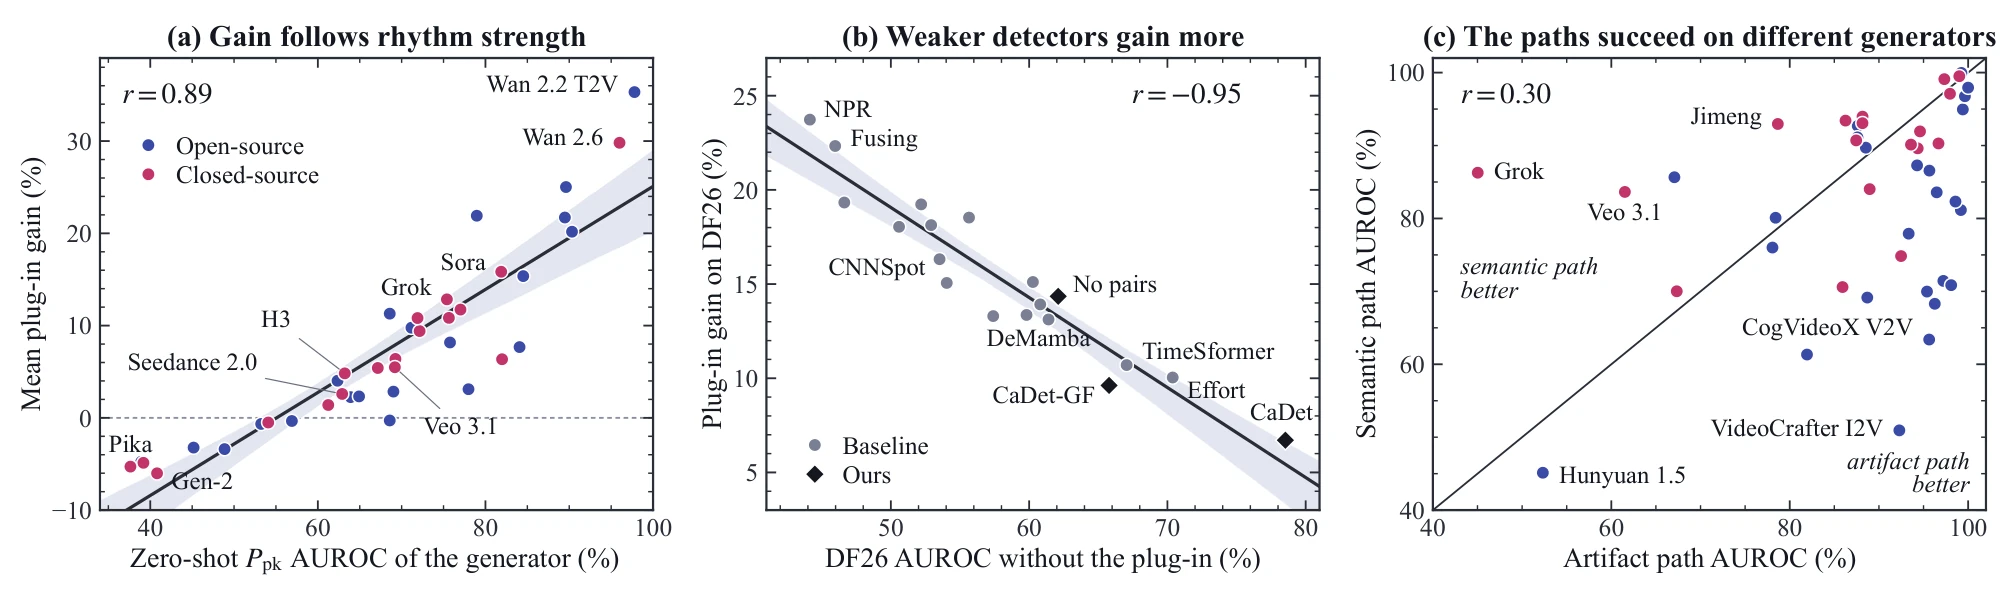 (a) Gain follows rhythm strength
r = 0.89
Open-source
Closed-source
Wan 2.2 T2V
Wan 2.6
Sora
Grok
H3
Seedance 2.0
Veo 3.1
Pika
Gen-2
Mean plug-in gain (%)
30
20
10
0
−10
40
60
80
100
Zero-shot Ppk AUROC of the generator (%)
(b) Weaker detectors gain more
r = −0.95
NPR
Fusing
CNNSpot
No pairs
DeMamba
TimeSformer
CaDet-GF
Effort
CaDet
Baseline
Ours
Plug-in gain on DF26 (%)
25
20
15
10
5
50
60
70
80
DF26 AUROC without the plug-in (%)
(c) The paths succeed on different generators
r = 0.30
Jimeng
Grok
Veo 3.1
semantic path
better
CogVideoX V2V
VideoCrafter I2V
artifact path
better
Hunyuan 1.5
Semantic path AUROC (%)
100
80
60
40
40
60
80
100
Artifact path AUROC (%)